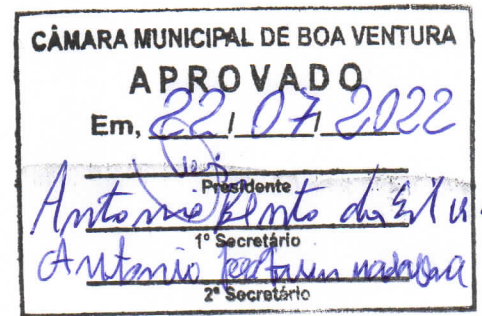 CÂMARA MUNICIPAL DE BOA VENTURA
APROVADO
Em, 22/07/2022
Presidente
Antonio Bento da
1º Secretário
Antonio
2º Secretário